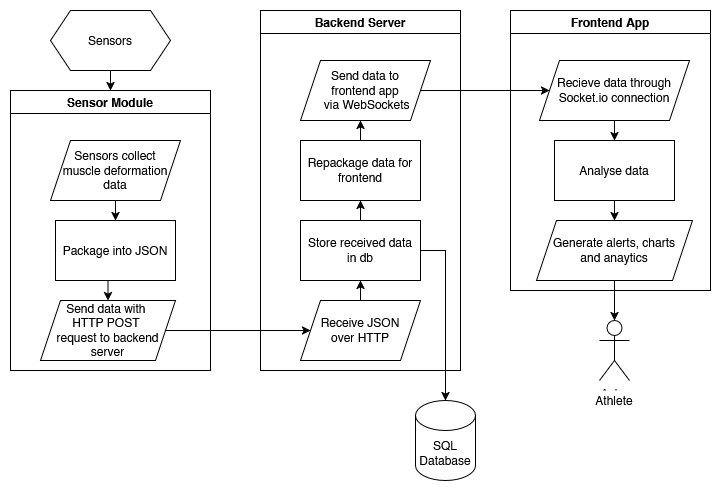 Sensors
Sensor Module
Sensors collect
muscle deformation
data
Package into JSON
Send data with
HTTP POST
request to backend
server
Backend Server
Send data to
frontend app
via WebSockets
Repackage data for
frontend
Store received data
in db
Receive JSON
over HTTP
SQL
Database
Frontend App
Recieve data through
Socket.io connection
Analyse data
Generate alerts, charts
and anaytics
Athlete